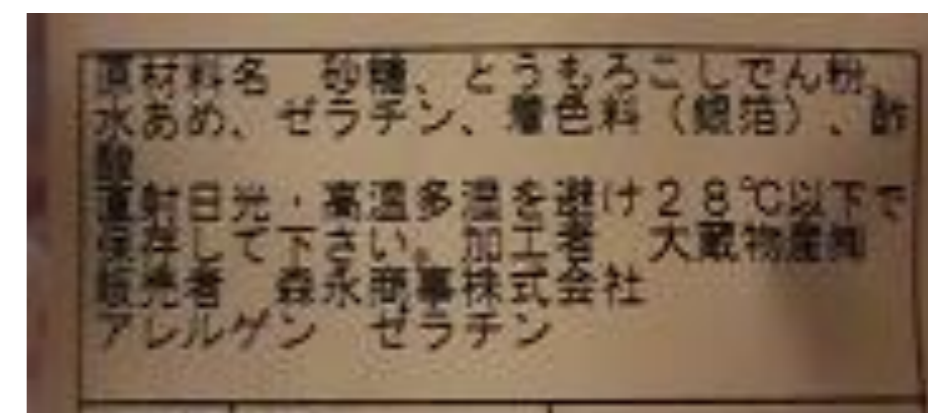 原材料名　砂糖、とうもろこしでん粉、
水あめ、ゼラチン、着色料（銀箔）、酢
酸
直射日光・高温多湿を避け２８℃以下で
保存して下さい。加工者　大蔵物産㈱
販売者　森永商事株式会社
アレルゲン　ゼラチン